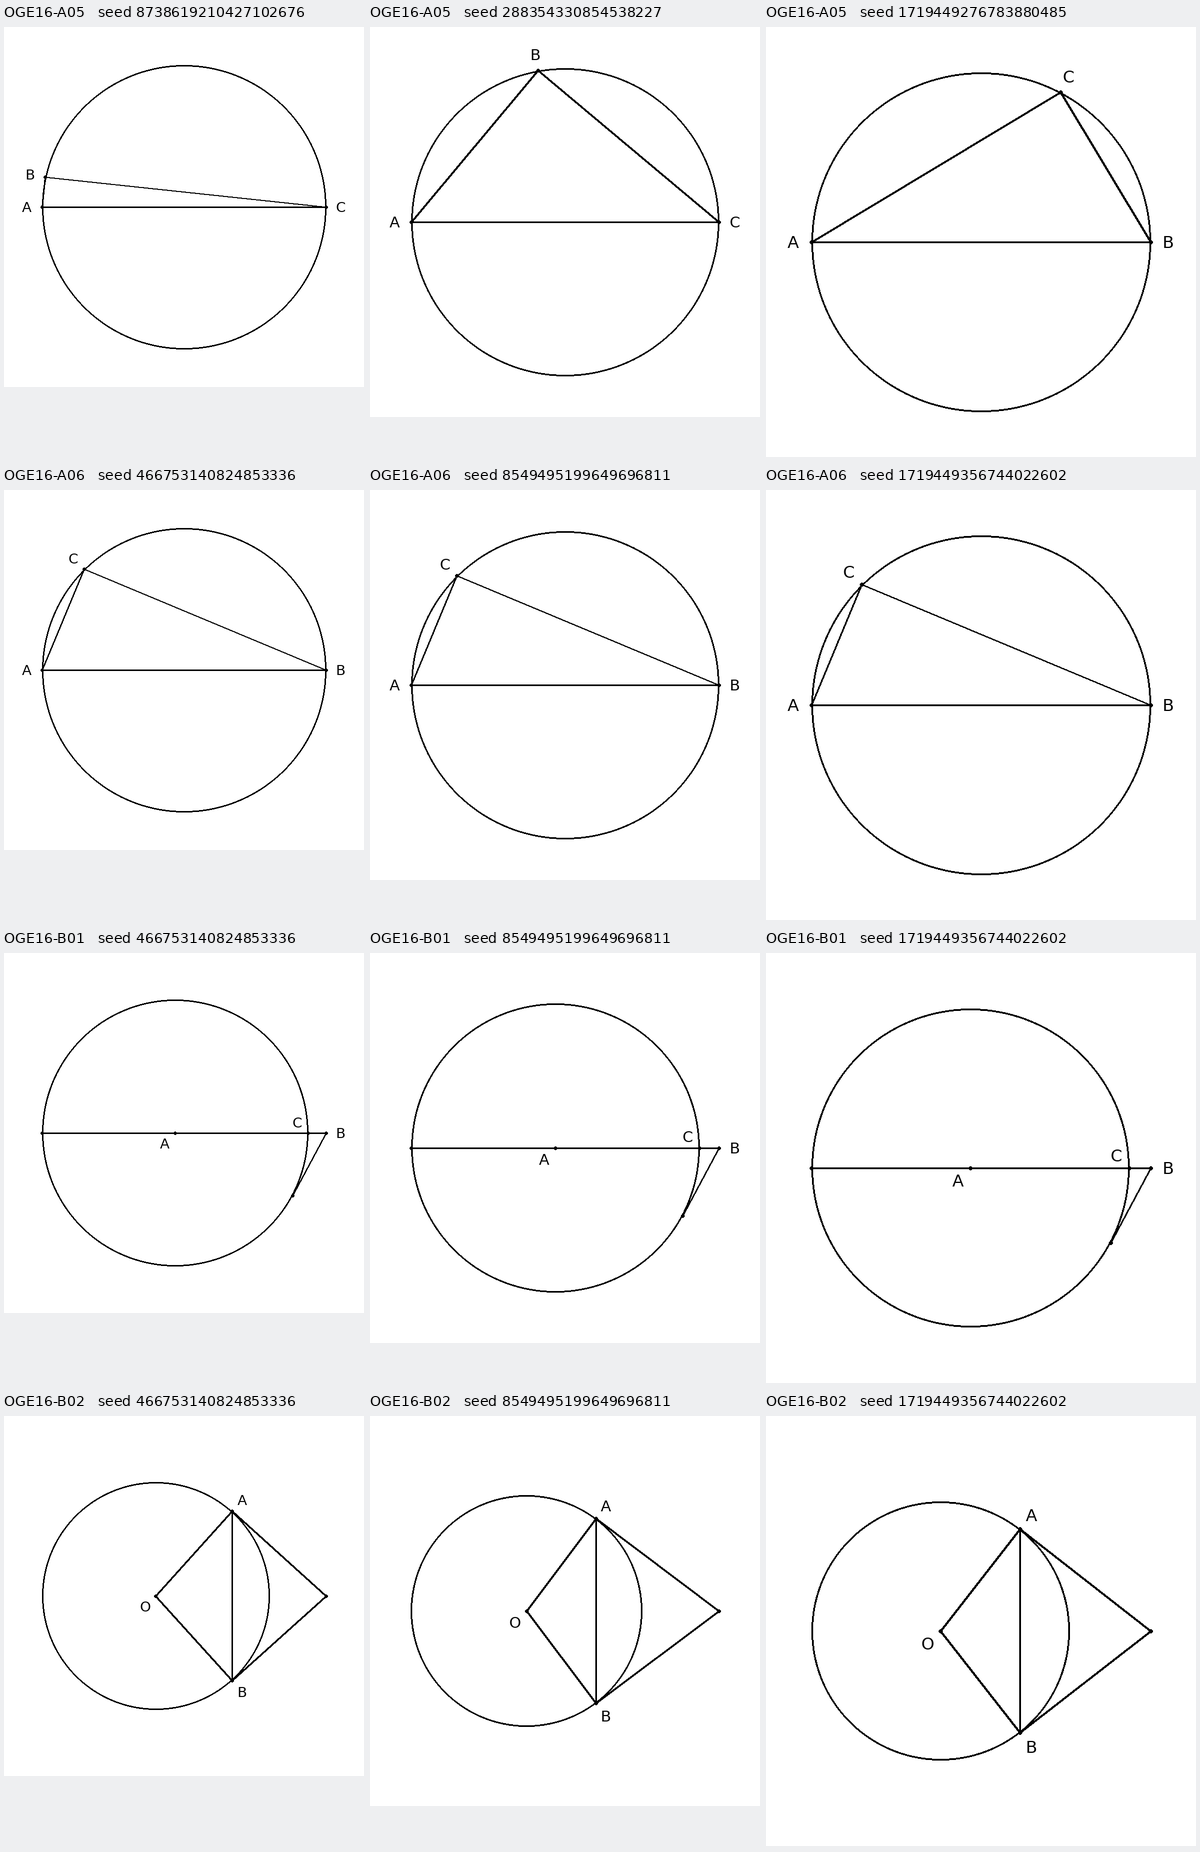 OGE16-A05 seed 8738619210427102676
OGE16-A05 seed 288354330854538227
OGE16-A05 seed 1719449276783880485
B
A
C
B
A
C
C
A
B
OGE16-A06 seed 466753140824853336
OGE16-A06 seed 8549495199649696811
OGE16-A06 seed 1719449356744022602
C
A
B
C
A
B
C
A
B
OGE16-B01 seed 466753140824853336
OGE16-B01 seed 8549495199649696811
OGE16-B01 seed 1719449356744022602
C
B
A
C
B
A
C
B
A
OGE16-B02 seed 466753140824853336
OGE16-B02 seed 8549495199649696811
OGE16-B02 seed 1719449356744022602
A
O
B
A
O
B
A
O
B